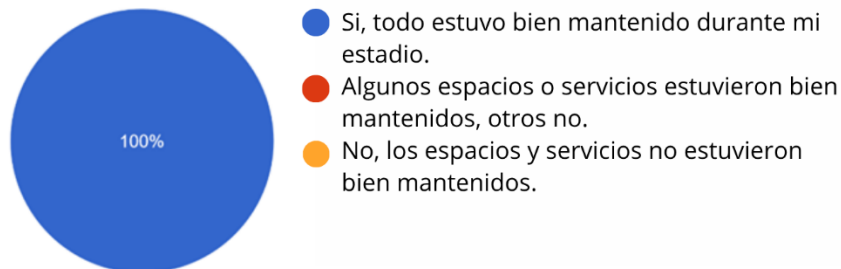 Si, todo estuvo bien mantenido durante mi
estadio.
Algunos espacios o servicios estuvieron bien
mantenidos, otros no.
100%
No, los espacios y servicios no estuvieron
bien mantenidos.